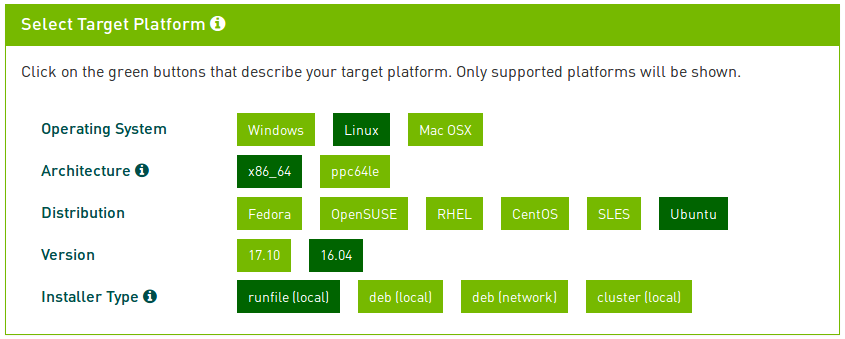 Select Target Platform
Click on the green buttons that describe your target platform. Only supported platforms will be shown.
Operating System Windows Linux Mac OSX
Architecture x86_64 ppc64le
Distribution Fedora OpenSUSE RHEL CentOS SLES Ubuntu
Version 17.10 16.04
Installer Type runfile (local) deb (local) deb (network) cluster (local)